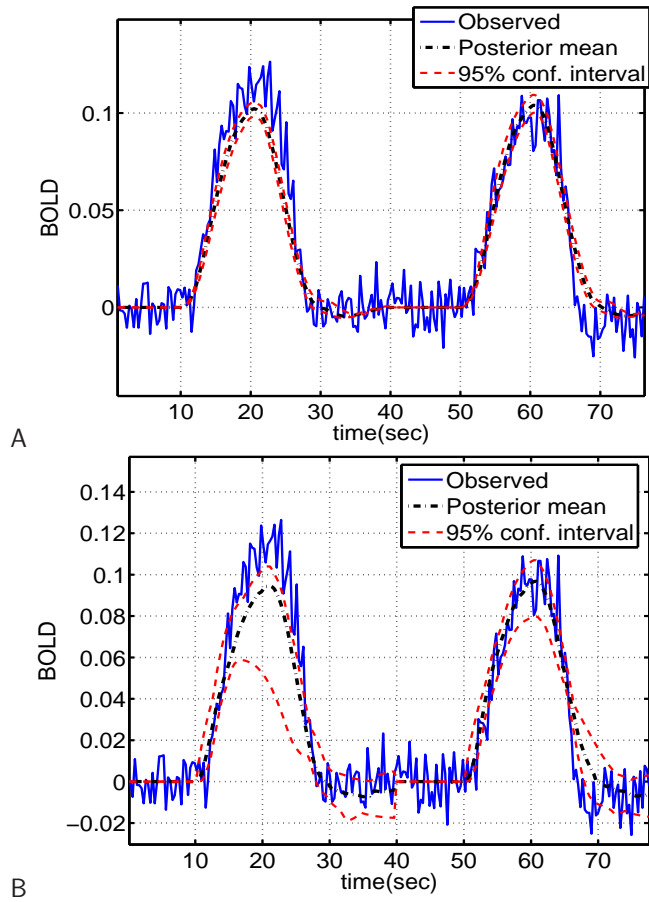 Observed
Posterior mean
95% conf. interval
0.1
0.05
0
BOLD
10 20 30 40 50 60 70
time(sec)
A
Observed
Posterior mean
95% conf. interval
0.14
0.12
0.1
0.08
0.06
0.04
0.02
0
−0.02
BOLD
10 20 30 40 50 60 70
time(sec)
B